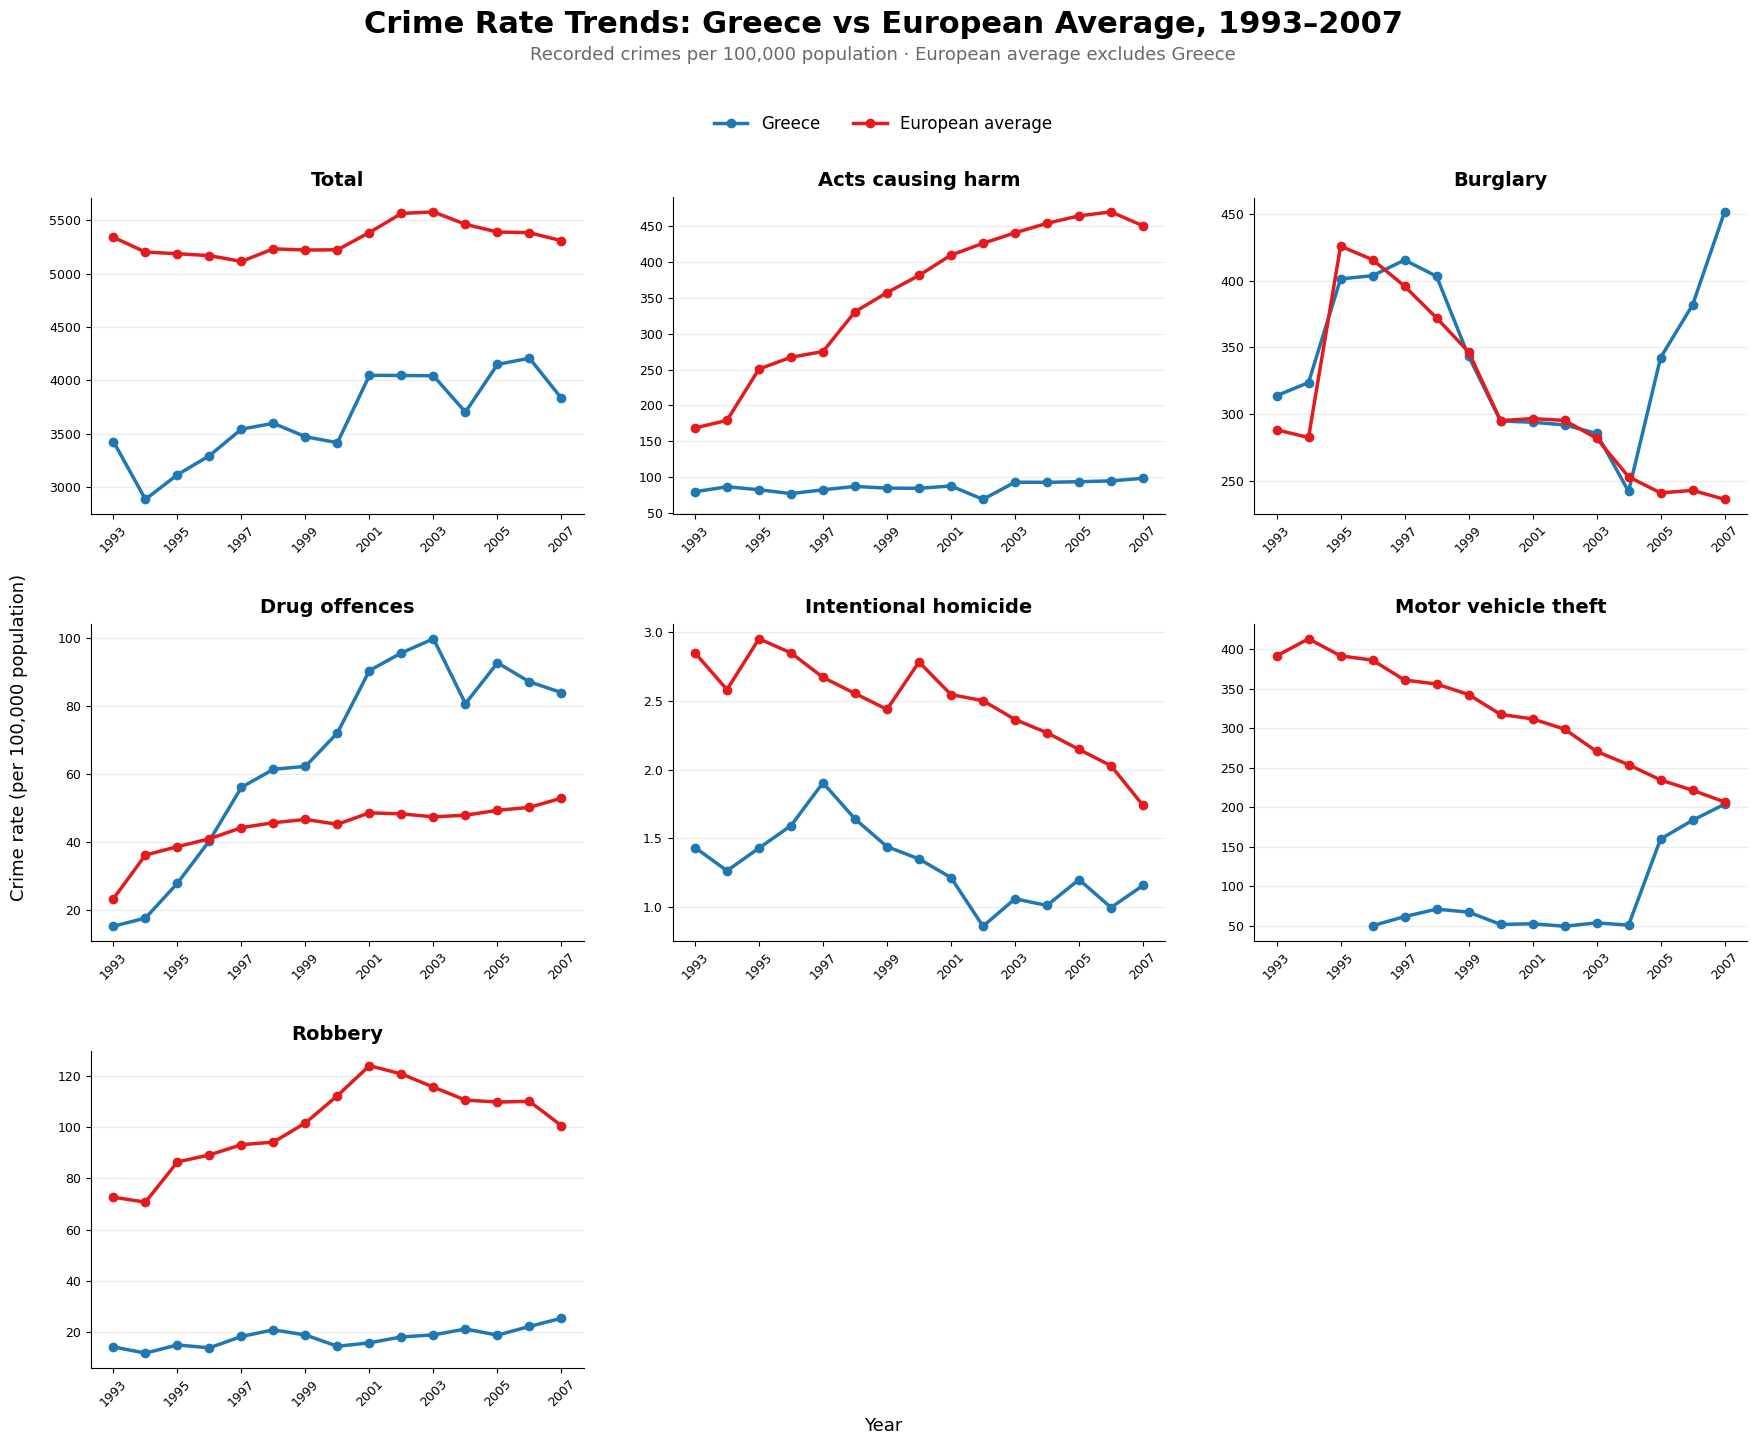 Crime Rate Trends: Greece vs European Average, 1993–2007
Recorded crimes per 100,000 population · European average excludes Greece
Greece
European average
Crime rate (per 100,000 population)
Total
5500
5000
4500
4000
3500
3000
1993 1995 1997 1999 2001 2003 2005 2007
Acts causing harm
450
400
350
300
250
200
150
100
50
1993 1995 1997 1999 2001 2003 2005 2007
Burglary
450
400
350
300
250
1993 1995 1997 1999 2001 2003 2005 2007
Drug offences
100
80
60
40
20
1993 1995 1997 1999 2001 2003 2005 2007
Intentional homicide
3.0
2.5
2.0
1.5
1.0
1993 1995 1997 1999 2001 2003 2005 2007
Motor vehicle theft
400
350
300
250
200
150
100
50
1993 1995 1997 1999 2001 2003 2005 2007
Robbery
120
100
80
60
40
20
1993 1995 1997 1999 2001 2003 2005 2007
Year